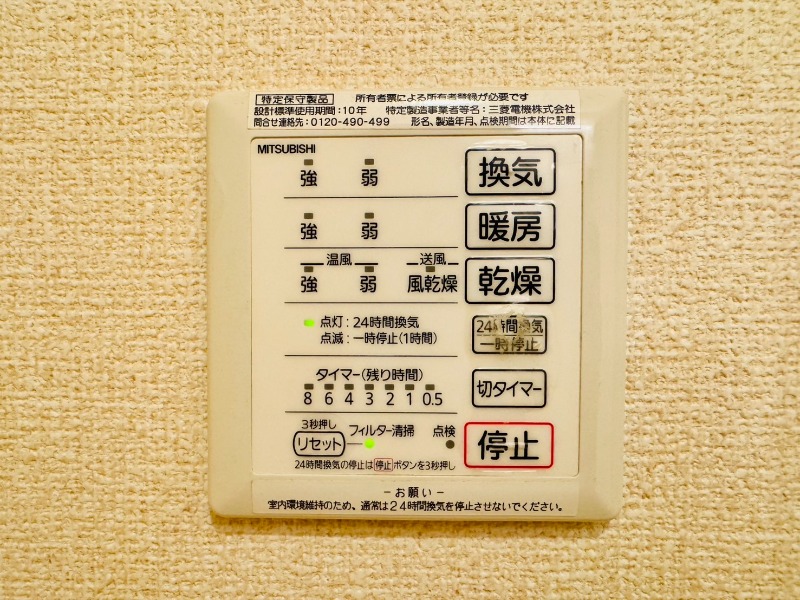 特定保守製品 所有者票による所有者登録が必要です
設計標準使用期間:10年 特定製造事業者等名:三菱電機株式会社
問合せ連絡先:0120-490-499 形名、製造年月、点検期間は本体に記載
MITSUBISHI
強 弱 換気
強 弱 暖房
温風 送風
強 弱 風乾燥 乾燥
点灯:24時間換気
点滅:一時停止(1時間)
24時間換気
一時停止
タイマー(残り時間)
8 6 4 3 2 1 0.5
切タイマー
3秒押し
リセット フィルター清掃 点検
停止
24時間換気の停止は停止ボタンを3秒押し
−お願い−
室内環境維持のため、通常は24時間換気を停止させないでください。